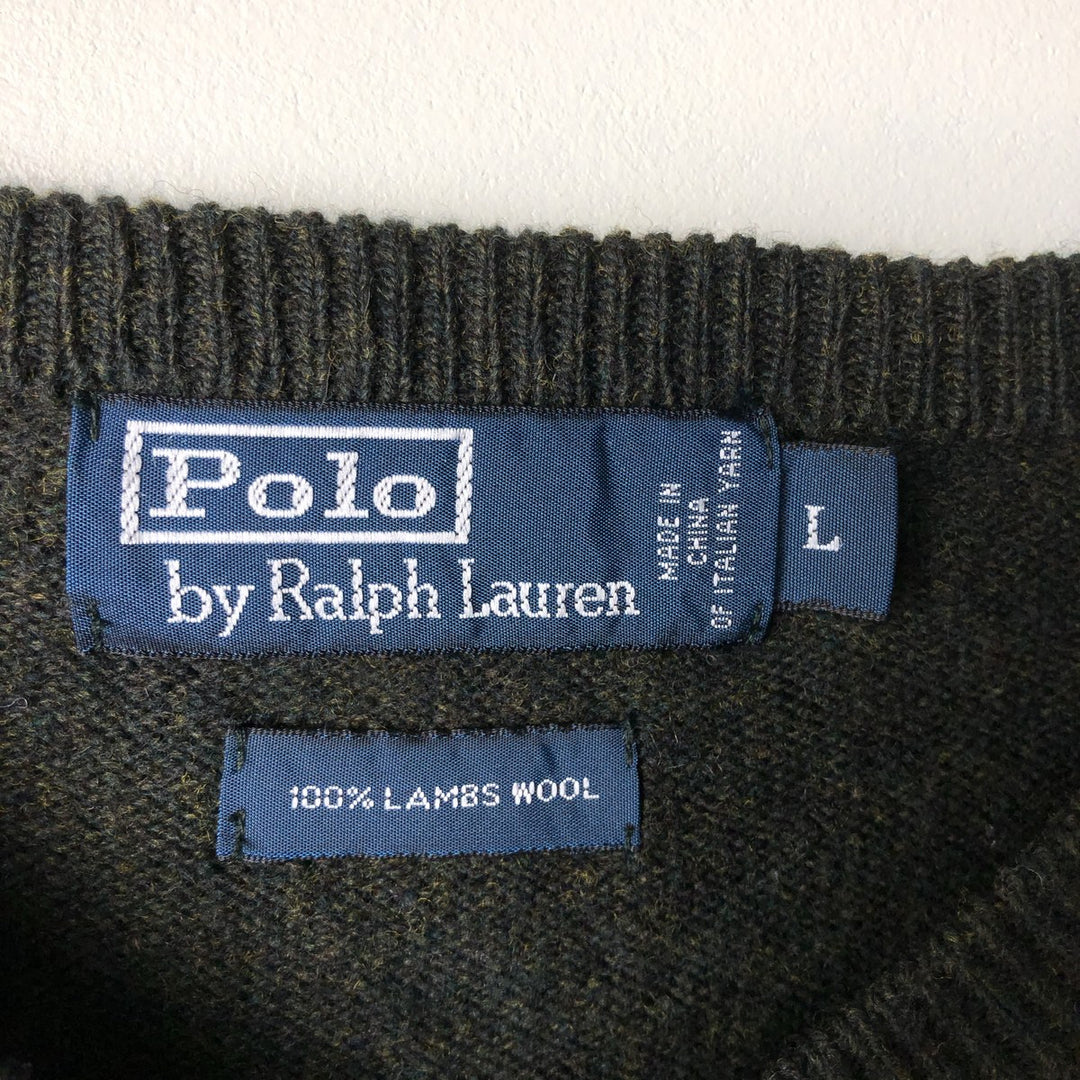 Polo
by Ralph Lauren
MADE IN
CHINA
OF ITALIAN YARN
L
100% LAMBS WOOL